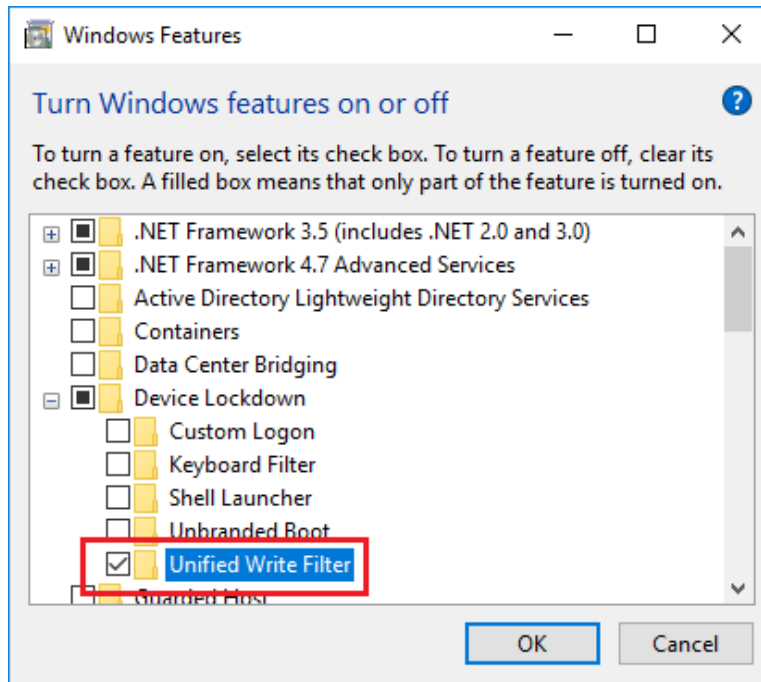 Windows Features
Turn Windows features on or off
?
To turn a feature on, select its check box. To turn a feature off, clear its
check box. A filled box means that only part of the feature is turned on.
.NET Framework 3.5 (includes .NET 2.0 and 3.0)
.NET Framework 4.7 Advanced Services
Active Directory Lightweight Directory Services
Containers
Data Center Bridging
Device Lockdown
Custom Logon
Keyboard Filter
Shell Launcher
Unbranded Boot
Unified Write Filter
Guarded Host
OK Cancel